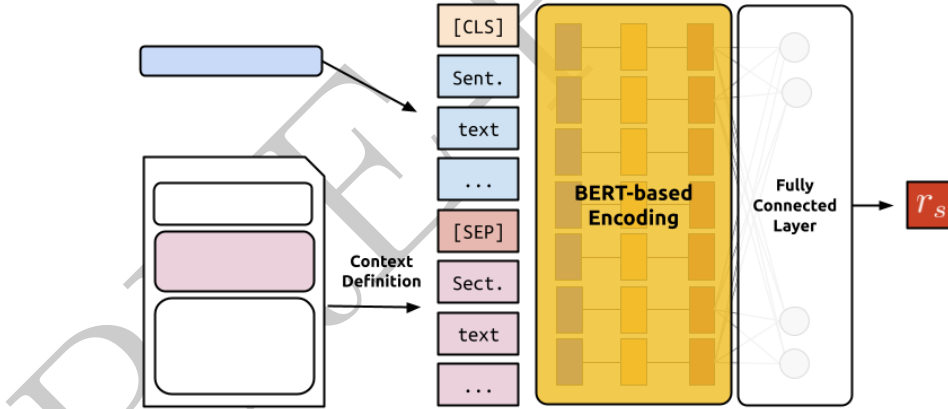 [CLS]
Sent.
text
...
[SEP]
Sect.
text
...
Context
Definition
BERT-based
Encoding
Fully
Connected
Layer
r_s